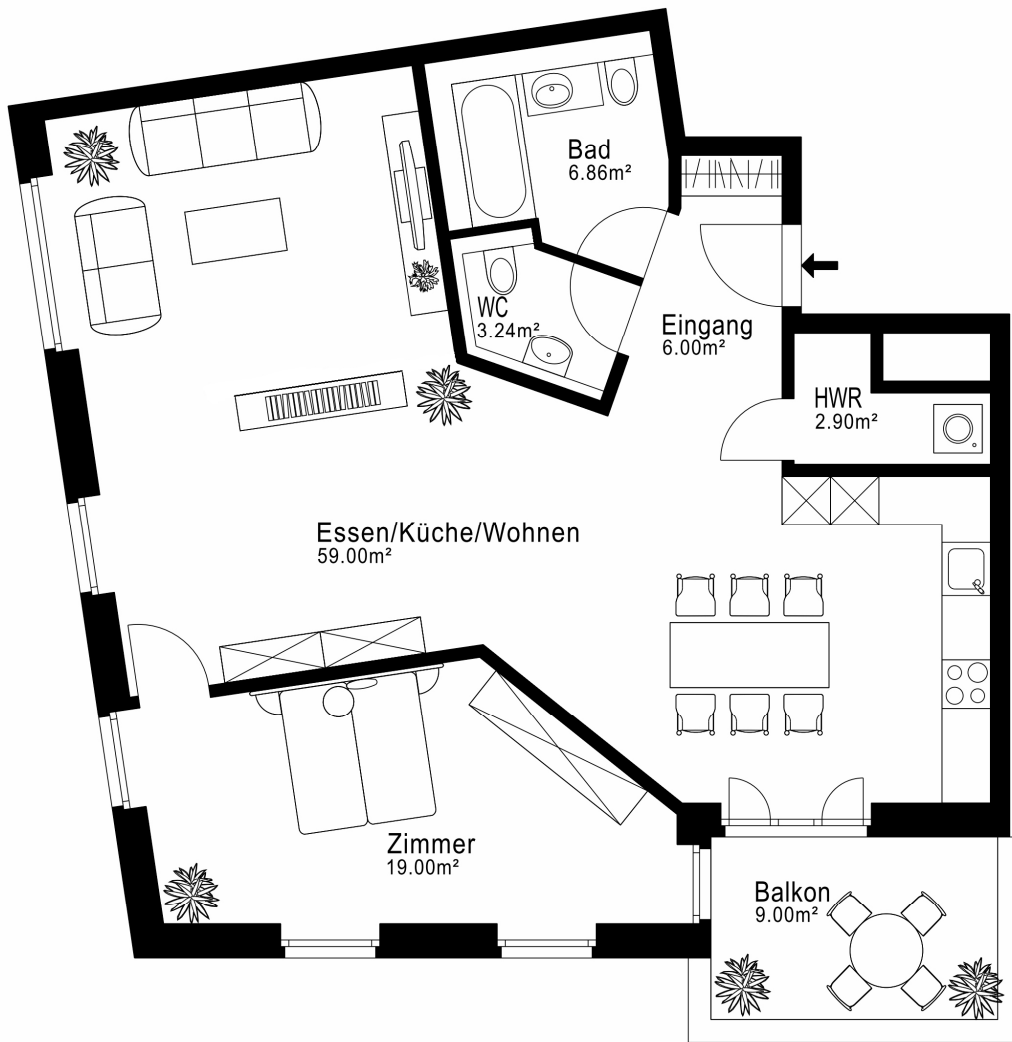 Bad
6.86m²
WC
3.24m²
Eingang
6.00m²
HWR
2.90m²
Essen/Küche/Wohnen
59.00m²
Zimmer
19.00m²
Balkon
9.00m²